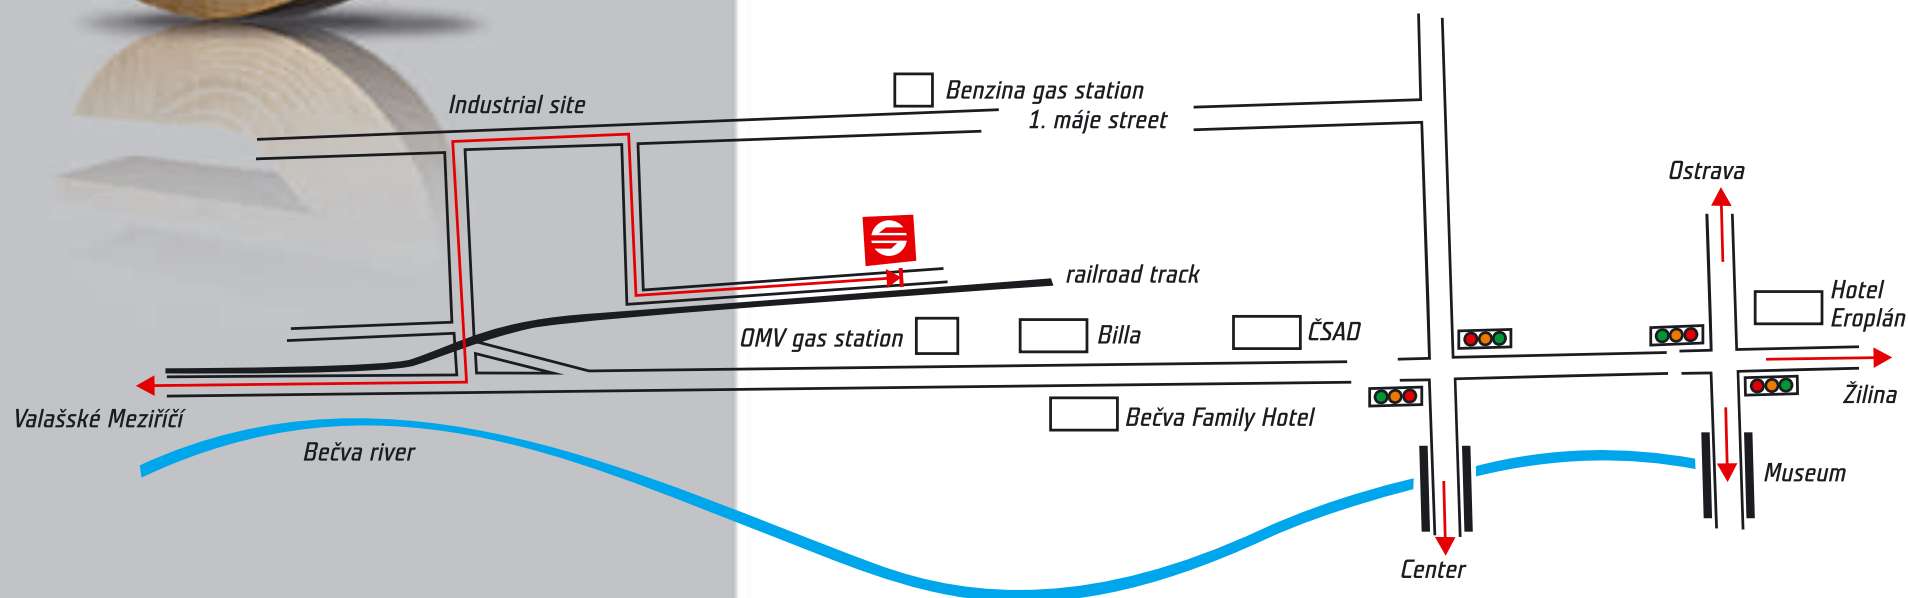 Industrial site
Benzina gas station
1. máje street
Ostrava
railroad track
Hotel
Eroplán
OMV gas station
Billa
ČSAD
Žilina
Valašské Meziříčí
Bečva Family Hotel
Bečva river
Museum
Center